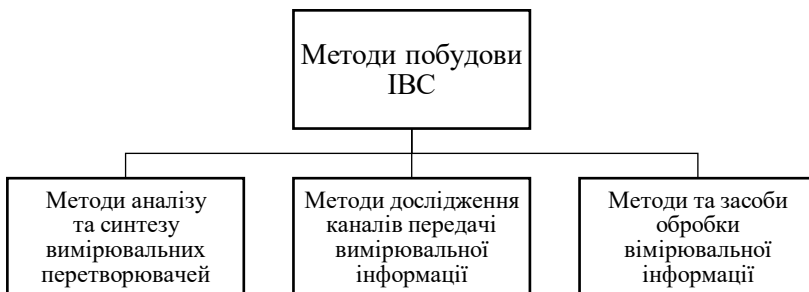 Методи побудови
ІВС
Методи аналізу
та синтезу
вимірювальних
перетворювачей
Методи дослідження
каналів передачі
вимірювальної
інформації
Методи та засоби
обробки
вімірювальної
інформації